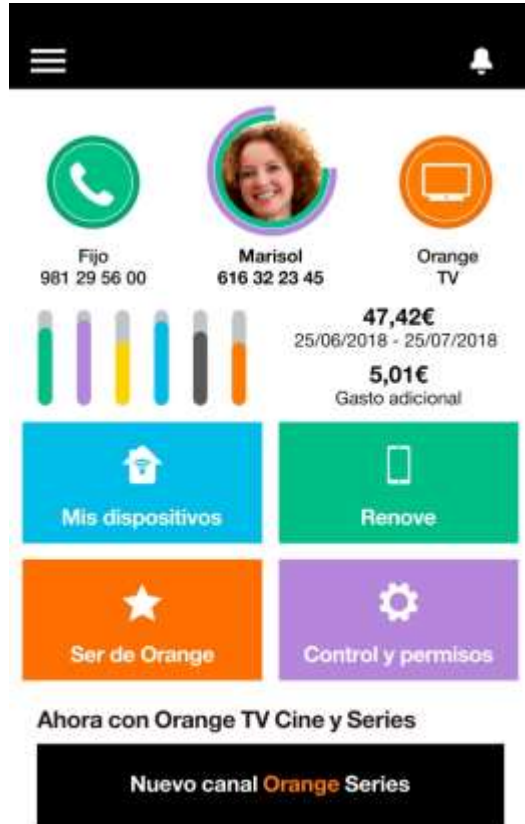 Fijo
981 29 56 00
Marisol
616 32 23 45
Orange
TV
47,42€
25/06/2018 - 25/07/2018
5,01€
Gasto adicional
Mis dispositivos
Renove
Ser de Orange
Control y permisos
Ahora con Orange TV Cine y Series
Nuevo canal Orange Series